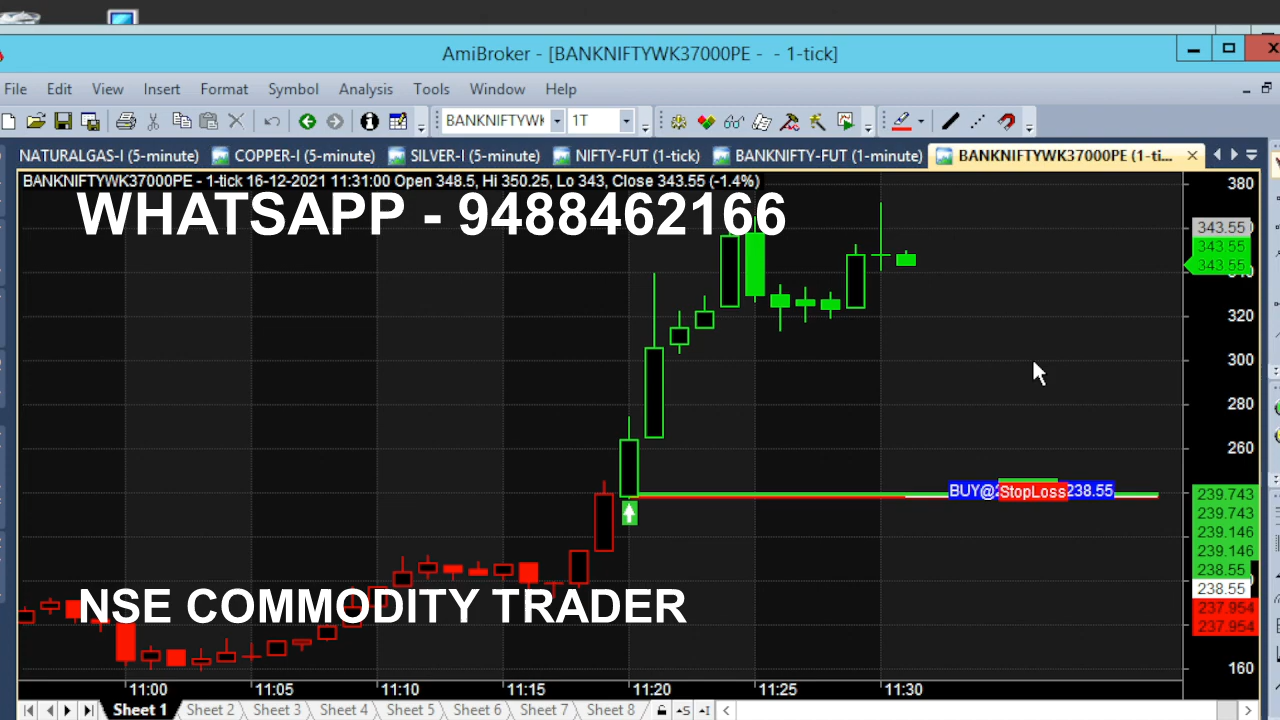 AmiBroker - [BANKNIFTYWK37000PE - - 1-tick]
File Edit View Insert Format Symbol Analysis Tools Window Help
BANKNIFTYWK 1T
NATURALGAS-I (5-minute) COPPER-I (5-minute) SILVER-I (5-minute) NIFTY-FUT (1-tick) BANKNIFTY-FUT (1-minute) BANKNIFTYWK37000PE (1-ti...
BANKNIFTYWK37000PE - 1-tick 16-12-2021 11:31:00 Open 348.5, Hi 350.25, Lo 343, Close 343.55 (-1.4%)
380
WHATSAPP - 9488462166
343.55
343.55
343.55
320
300
280
260
BUY@ StopLoss 238.55
239.743
239.743
239.146
239.146
238.55
238.55
237.954
237.954
NSE COMMODITY TRADER
160
11:00 11:05 11:10 11:15 11:20 11:25 11:30
Sheet 1 Sheet 2 Sheet 3 Sheet 4 Sheet 5 Sheet 6 Sheet 7 Sheet 8